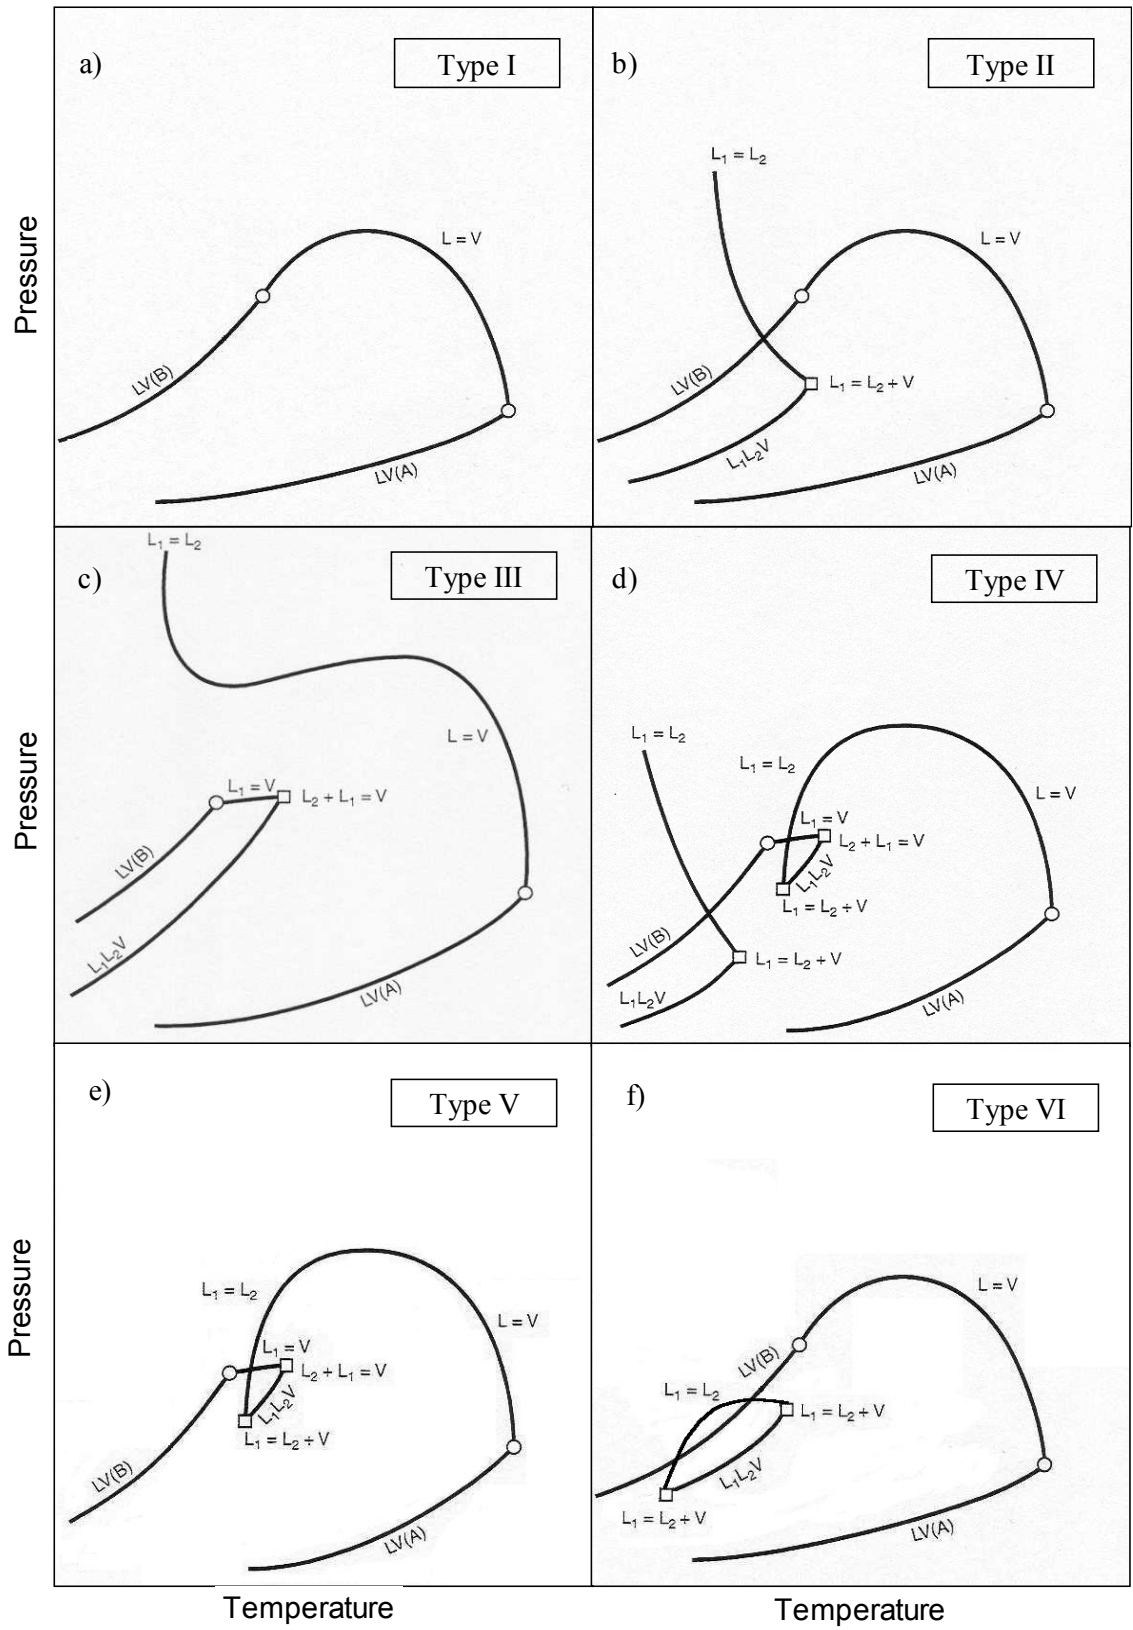 a)
Type I
L = V
LV(B)
LV(A)
b)
Type II
L₁ = L₂
L = V
LV(B)
L₁ = L₂ + V
L₁L₂V
LV(A)
Pressure
c)
Type III
L₁ = L₂
L = V
L₁ = V
L₂ + L₁ = V
LV(B)
L₁L₂V
LV(A)
d)
Type IV
L₁ = L₂
L₁ = L₂
L = V
L₁ = V
L₂ + L₁ = V
L₁L₂V
L₁ = L₂ ÷ V
LV(B)
L₁ = L₂ + V
L₁L₂V
LV(A)
Pressure
e)
Type V
L₁ = L₂
L = V
L₁ = V
L₂ + L₁ = V
L₁L₂V
L₁ = L₂ ÷ V
LV(B)
LV(A)
f)
Type VI
L = V
LV(B)
L₁ = L₂
L₁ = L₂ + V
L₁L₂V
L₁ = L₂ + V
LV(A)
Pressure
Temperature
Temperature